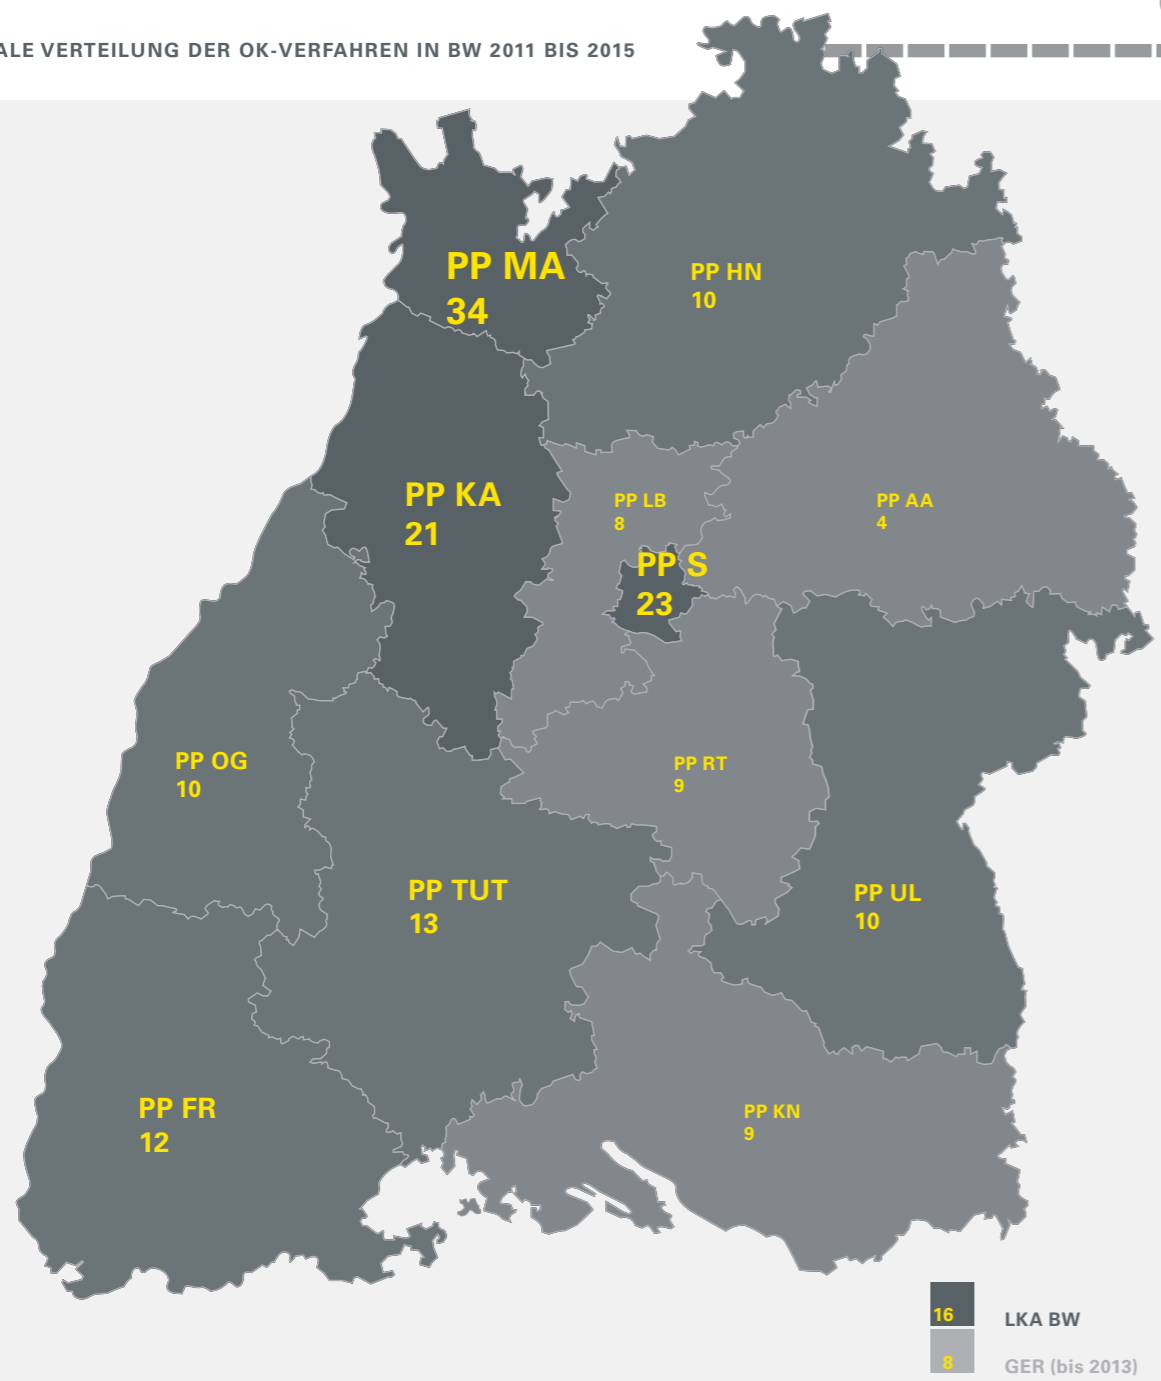 ALE VERTEILUNG DER OK-VERFAHREN IN BW 2011 BIS 2015
PP MA
34
PP HN
10
PP KA
21
PP LB
8
PP AA
4
PP S
23
PP OG
10
PP RT
9
PP TUT
13
PP UL
10
PP FR
12
PP KN
9
16 LKA BW
8 GER (bis 2013)